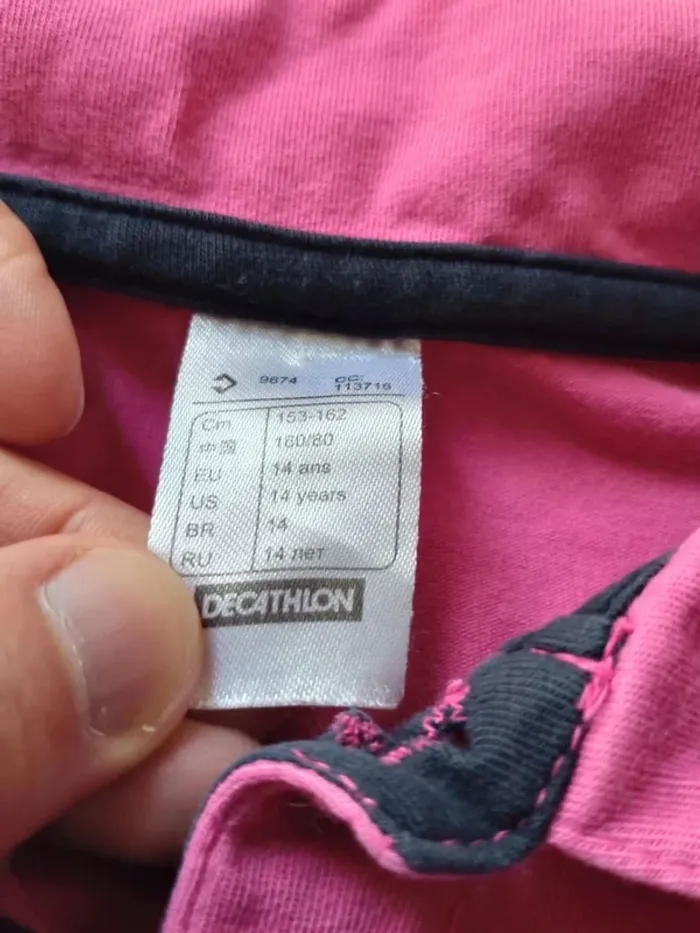 9674 CC: 113716
Cm 153-162
中国 160/80
EU 14 ans
US 14 years
BR 14
RU 14 лет
DECATHLON